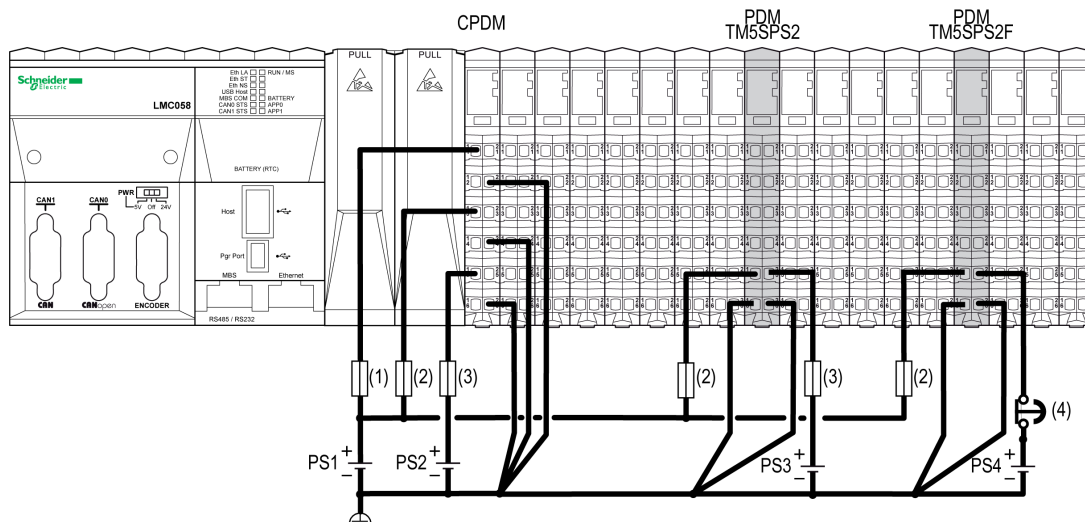 CPDM
PDM
TM5SPS2
PDM
TM5SPS2F
PULL
PULL
Schneider
Electric
LMC058
Eth LA
RUN / MS
Eth ST
Eth NS
USB Host
MBS COM
BATTERY
CAN0 STS
APP0
CAN1 STS
APP1
BATTERY (RTC)
CAN1
CAN0
PWR
5V Off 24V
Host
Pgr Port
MBS
Ethernet
CAN
CANopen
ENCODER
RS485 / RS232
(1)
(2)
(3)
(2)
(3)
(2)
(4)
PS1
+
–
PS2
+
–
PS3
+
–
PS4
+
–